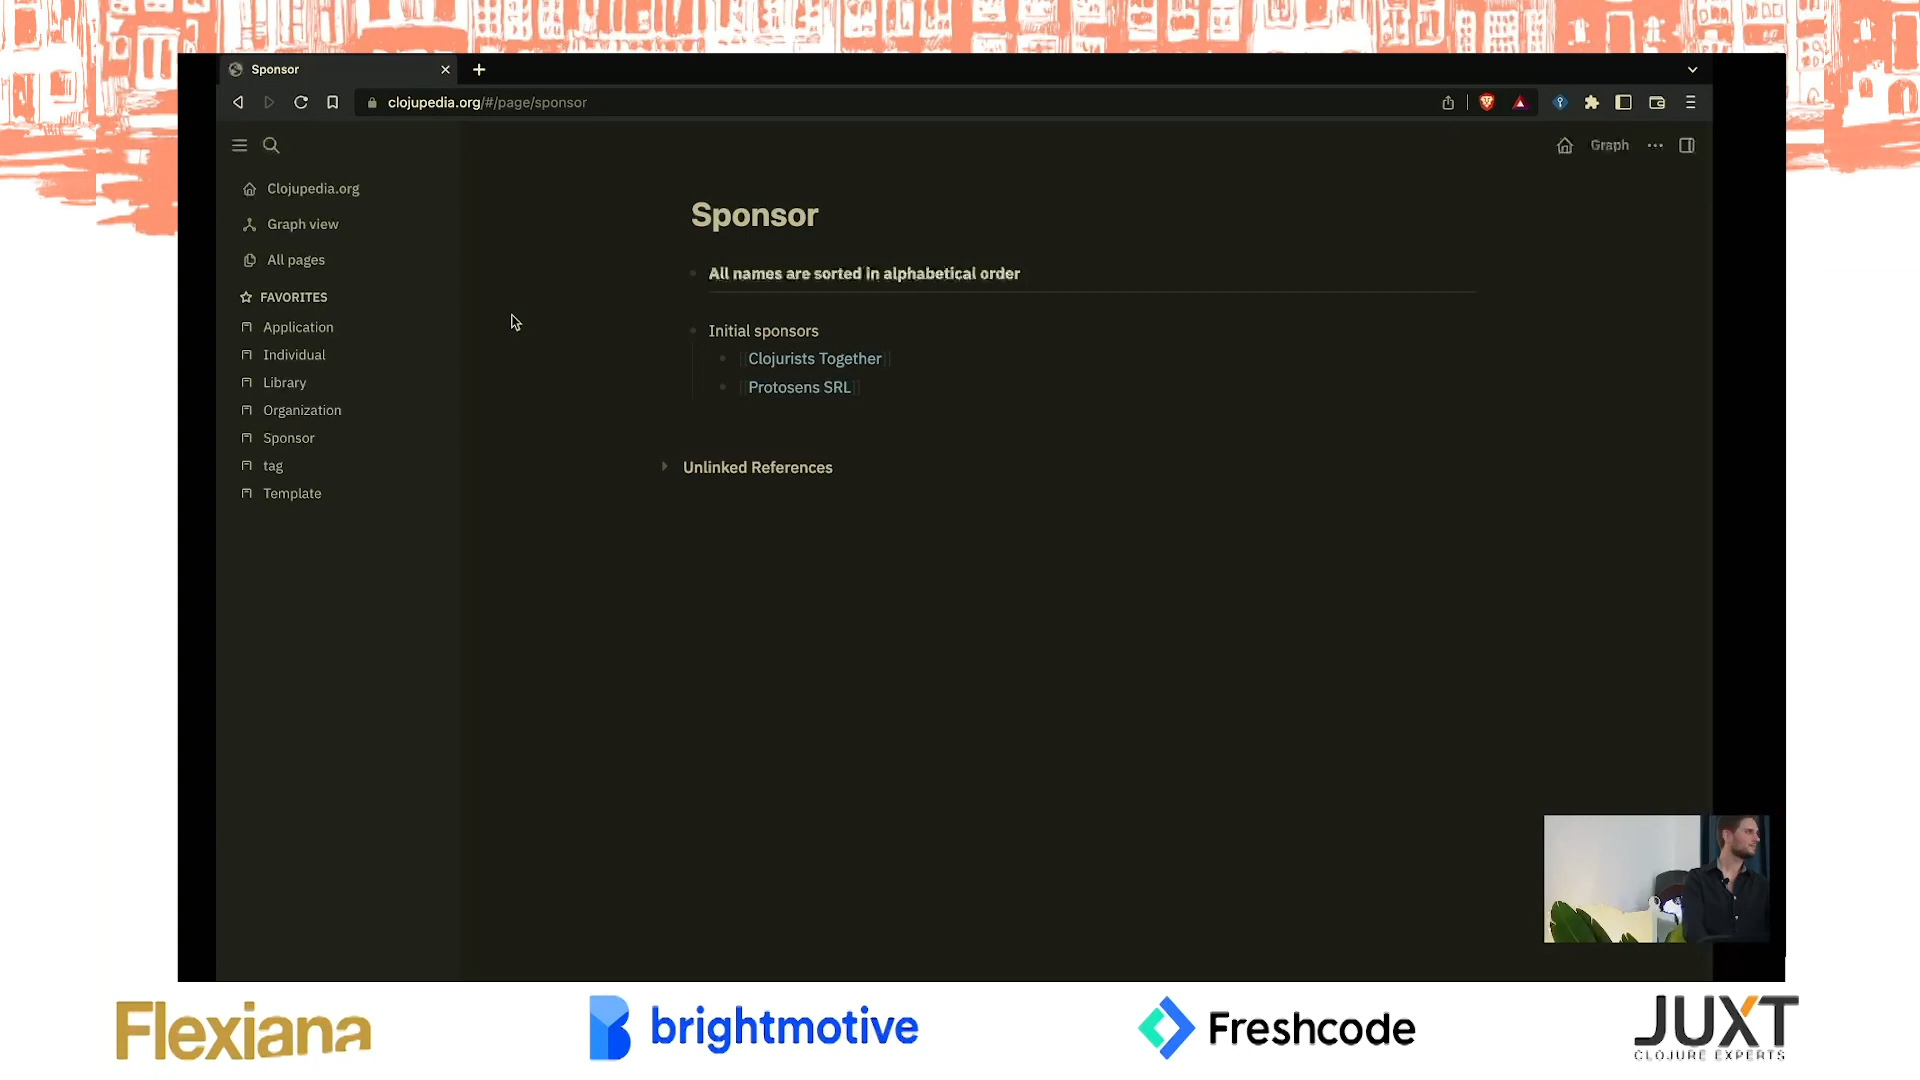 Sponsor
clojupedia.org/#/page/sponsor
Graph
Clojupedia.org
Graph view
All pages
FAVORITES
Application
Individual
Library
Organization
Sponsor
tag
Template
Sponsor
All names are sorted in alphabetical order
Initial sponsors
[[Clojurists Together]]
[[Protosens SRL]]
Unlinked References
Flexiana
brightmotive
Freshcode
JUXT
CLOJURE EXPERTS